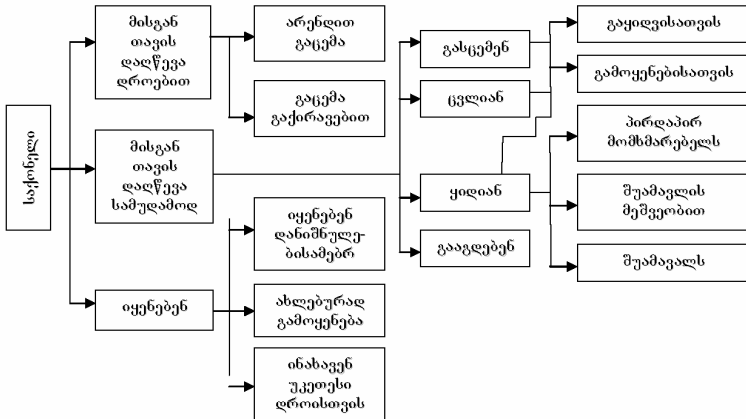 საქონელი
მისგან
თავის
დაღწევა
დროებით
მისგან
თავის
დაღწევა
სამუდამოდ
იყენებენ
არენდით
გაცემა
გაცემა
გაქირავებით
იყენებენ
დანიშნულე-
ბისამებრ
ახლებურად
გამოყენება
ინახავენ
უკეთესი
დროისთვის
გასცემენ
ცვლიან
ყიდიან
გააგდებენ
გაყიდვისათვის
გამოყენებისათვის
პირდაპირ
მომხმარებელს
შუამავლის
მეშვეობით
შუამავალს